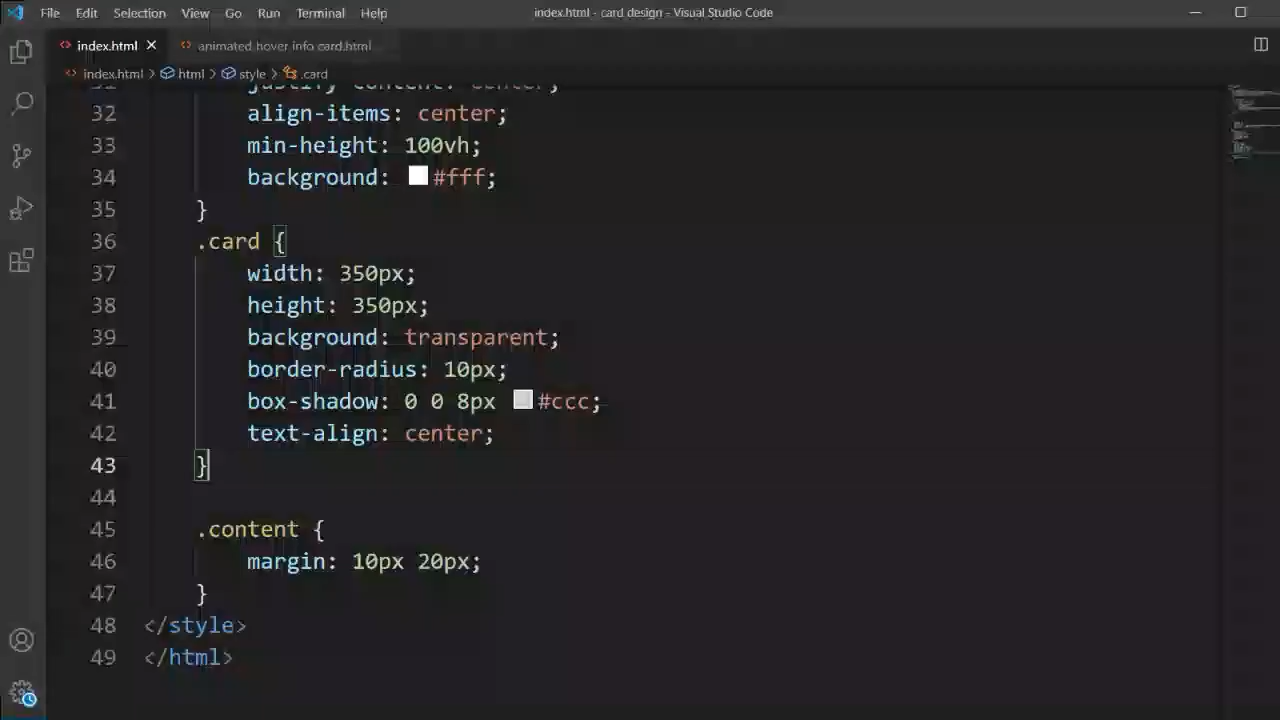 File Edit Selection View Go Run Terminal Help
index.html - card design - Visual Studio Code
index.html
animated hover info card.html
index.html > html > style > .card
31 justify-content: center;
32 align-items: center;
33 min-height: 100vh;
34 background: #fff;
35 }
36 .card {
37 width: 350px;
38 height: 350px;
39 background: transparent;
40 border-radius: 10px;
41 box-shadow: 0 0 8px #ccc;
42 text-align: center;
43 }
44
45 .content {
46 margin: 10px 20px;
47 }
48 </style>
49 </html>